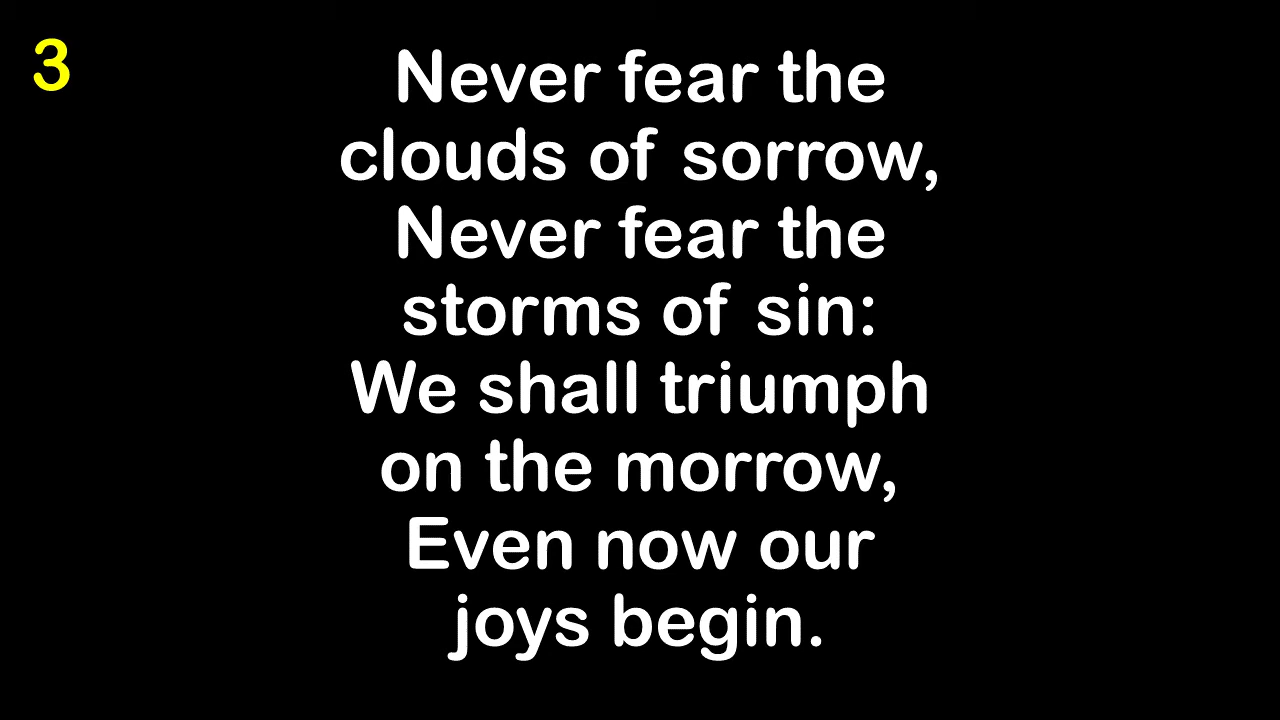 3
Never fear the
clouds of sorrow,
Never fear the
storms of sin:
We shall triumph
on the morrow,
Even now our
joys begin.